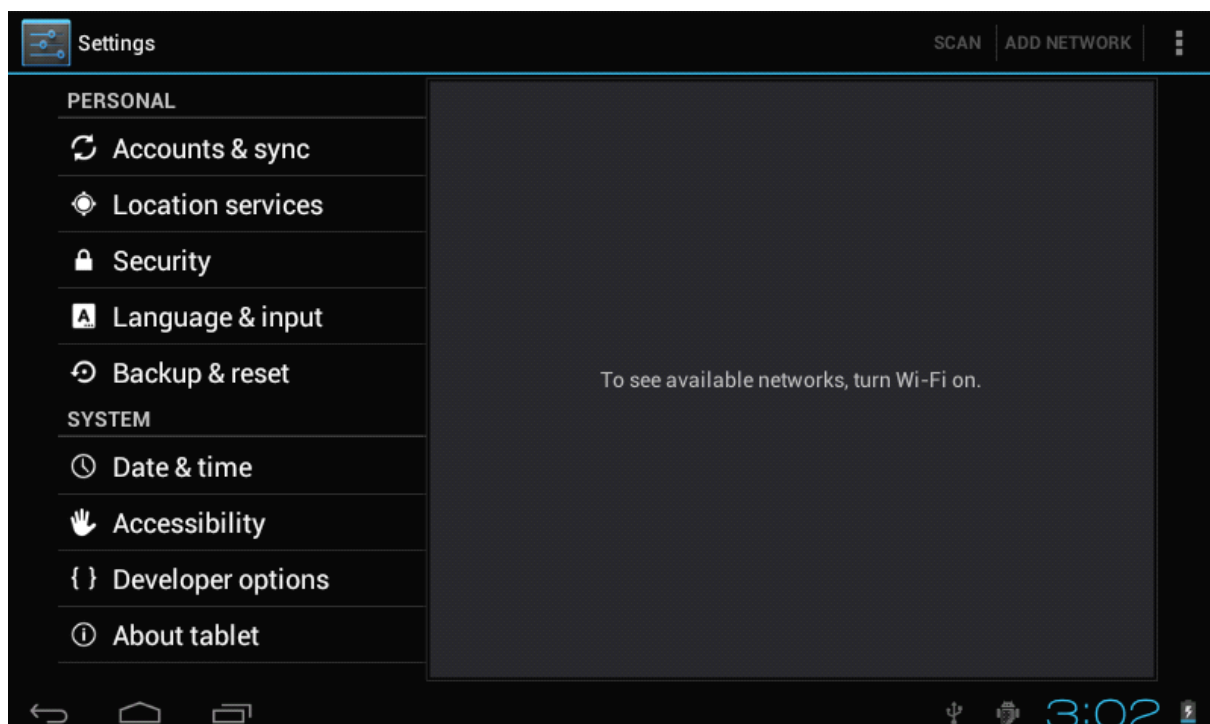 Settings
SCAN
ADD NETWORK
PERSONAL
Accounts & sync
Location services
Security
Language & input
Backup & reset
To see available networks, turn Wi-Fi on.
SYSTEM
Date & time
Accessibility
{ } Developer options
About tablet
3:02